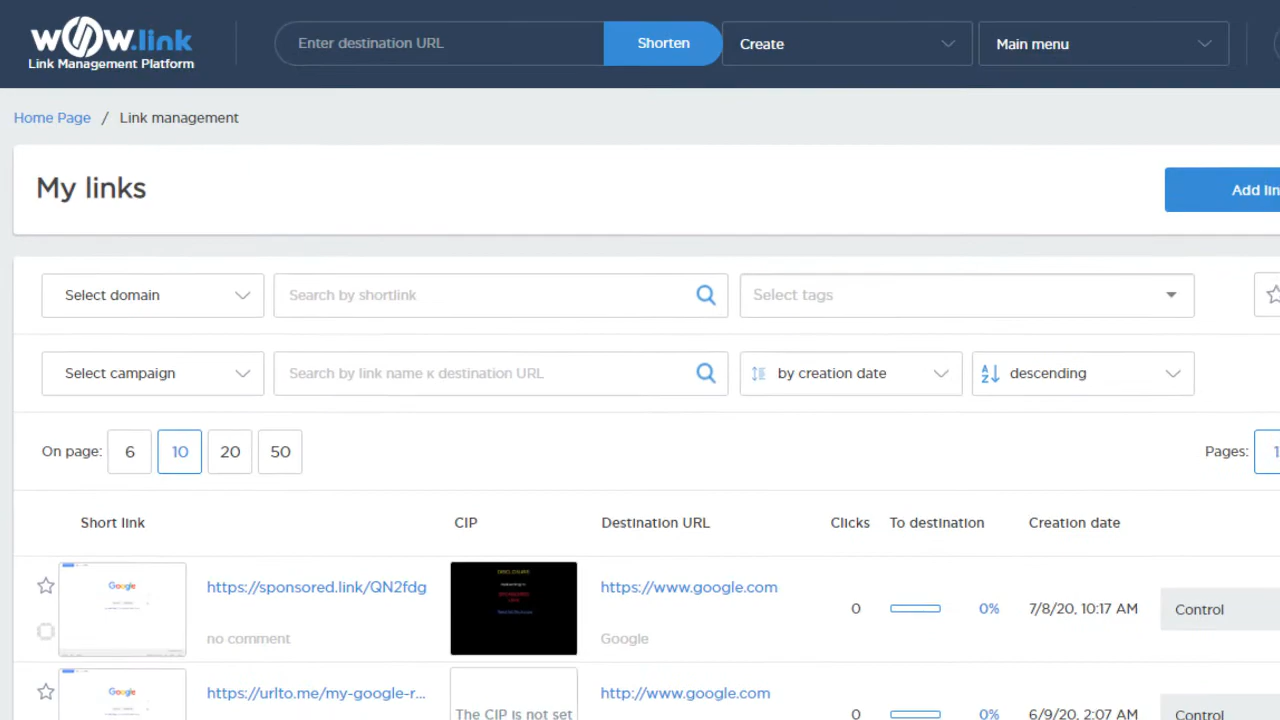 wow.link
Link Management Platform
Enter destination URL
Shorten
Create
Main menu
Home Page / Link management
My links
Add lin
Select domain
Search by shortlink
Select tags
Select campaign
Search by link name к destination URL
by creation date
descending
On page: 6 10 20 50
Pages: 1
Short link CIP Destination URL Clicks To destination Creation date
Google
https://sponsored.link/QN2fdg
https://www.google.com
0 0% 7/8/20, 10:17 AM Control
no comment
Google
Google
https://urlto.me/my-google-r...
http://www.google.com
The CIP is not set
0 0% 6/9/20, 2:07 AM Control